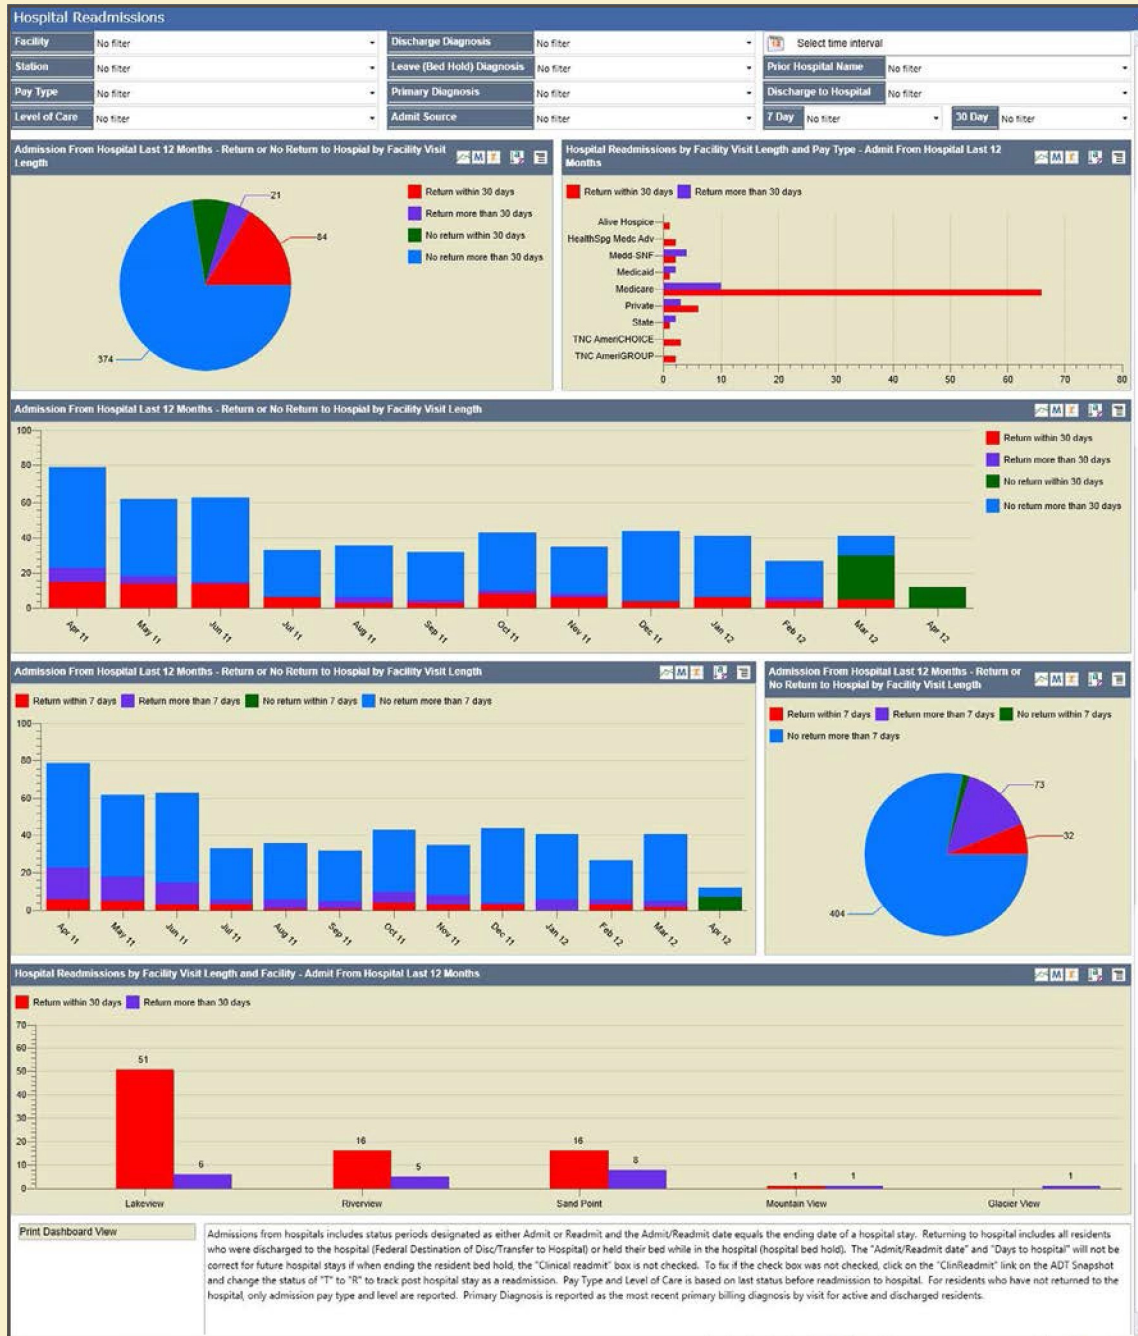 Hospital Readmissions
Facility No filter Discharge Diagnosis No filter Select time interval
Station No filter Leave (Bed Hold) Diagnosis No filter Prior Hospital Name No filter
Pay Type No filter Primary Diagnosis No filter Discharge to Hospital No filter
Level of Care No filter Admit Source No filter 7 Day No filter 30 Day No filter
Admission From Hospital Last 12 Months - Return or No Return to Hospial by Facility Visit
Length
21
84
374
Return within 30 days
Return more than 30 days
No return within 30 days
No return more than 30 days
Hospital Readmissions by Facility Visit Length and Pay Type - Admit From Hospital Last 12
Months
Return within 30 days Return more than 30 days
Alive Hospice
HealthSpg Medc Adv
Medd-SNF
Medicaid
Medicare
Private
State
TNC AmeriCHOICE
TNC AmeriGROUP
0 10 20 30 40 50 60 70 80
Admission From Hospital Last 12 Months - Return or No Return to Hospial by Facility Visit Length
100
80
60
40
20
0
Apr 11 May 11 Jun 11 Jul 11 Aug 11 Sep 11 Oct 11 Nov 11 Dec 11 Jan 12 Feb 12 Mar 12 Apr 12
Return within 30 days
Return more than 30 days
No return within 30 days
No return more than 30 days
Admission From Hospital Last 12 Months - Return or No Return to Hospial by Facility Visit Length
Return within 7 days Return more than 7 days No return within 7 days No return more than 7 days
100
80
60
40
20
0
Apr 11 May 11 Jun 11 Jul 11 Aug 11 Sep 11 Oct 11 Nov 11 Dec 11 Jan 12 Feb 12 Mar 12 Apr 12
Admission From Hospital Last 12 Months - Return or
No Return to Hospial by Facility Visit Length
Return within 7 days Return more than 7 days No return within 7 days
No return more than 7 days
73
32
404
Hospital Readmissions by Facility Visit Length and Facility - Admit From Hospital Last 12 Months
Return within 30 days Return more than 30 days
70
60
50
40
30
20
10
0
51 6 16 5 16 8 1 1 1
Lakeview Riverview Sand Point Mountain View Glacier View
Print Dashboard View
Admissions from hospitals includes status periods designated as either Admit or Readmit and the Admit/Readmit date equals the ending date of a hospital stay. Returning to hospital includes all residents
who were discharged to the hospital (Federal Destination of Disc/Transfer to Hospital) or held their bed while in the hospital (hospital bed hold). The "Admit/Readmit date" and "Days to hospital" will not be
correct for future hospital stays if when ending the resident bed hold, the "Clinical readmit" box is not checked. To fix if the check box was not checked, click on the "ClinReadmit" link on the ADT Snapshot
and change the status of "T" to "R" to track post hospital stay as a readmission. Pay Type and Level of Care is based on last status before readmission to hospital. For residents who have not returned to the
hospital, only admission pay type and level are reported. Primary Diagnosis is reported as the most recent primary billing diagnosis by visit for active and discharged residents.